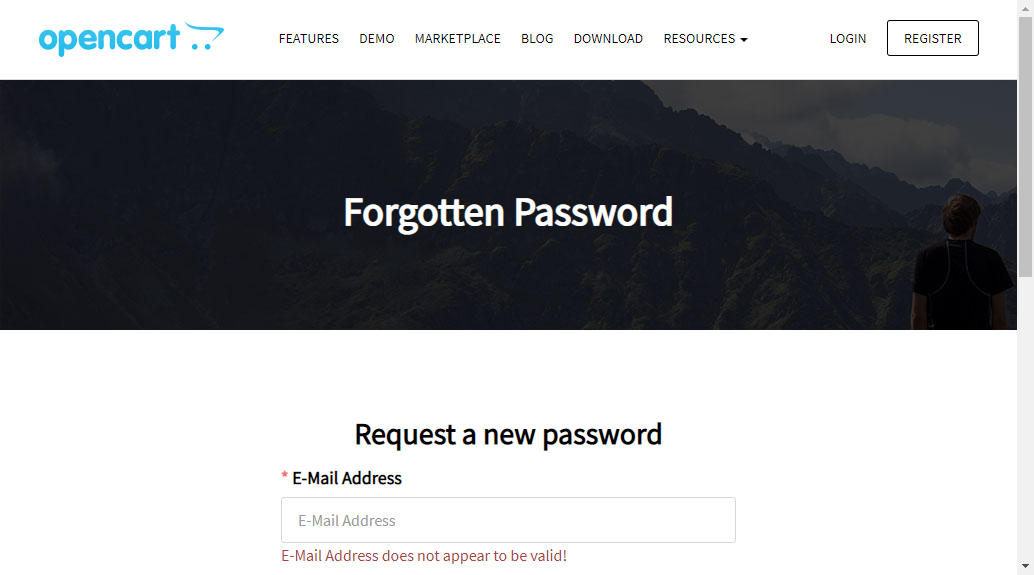 opencart
FEATURES DEMO MARKETPLACE BLOG DOWNLOAD RESOURCES LOGIN REGISTER
Forgotten Password
Request a new password
* E-Mail Address
E-Mail Address
E-Mail Address does not appear to be valid!